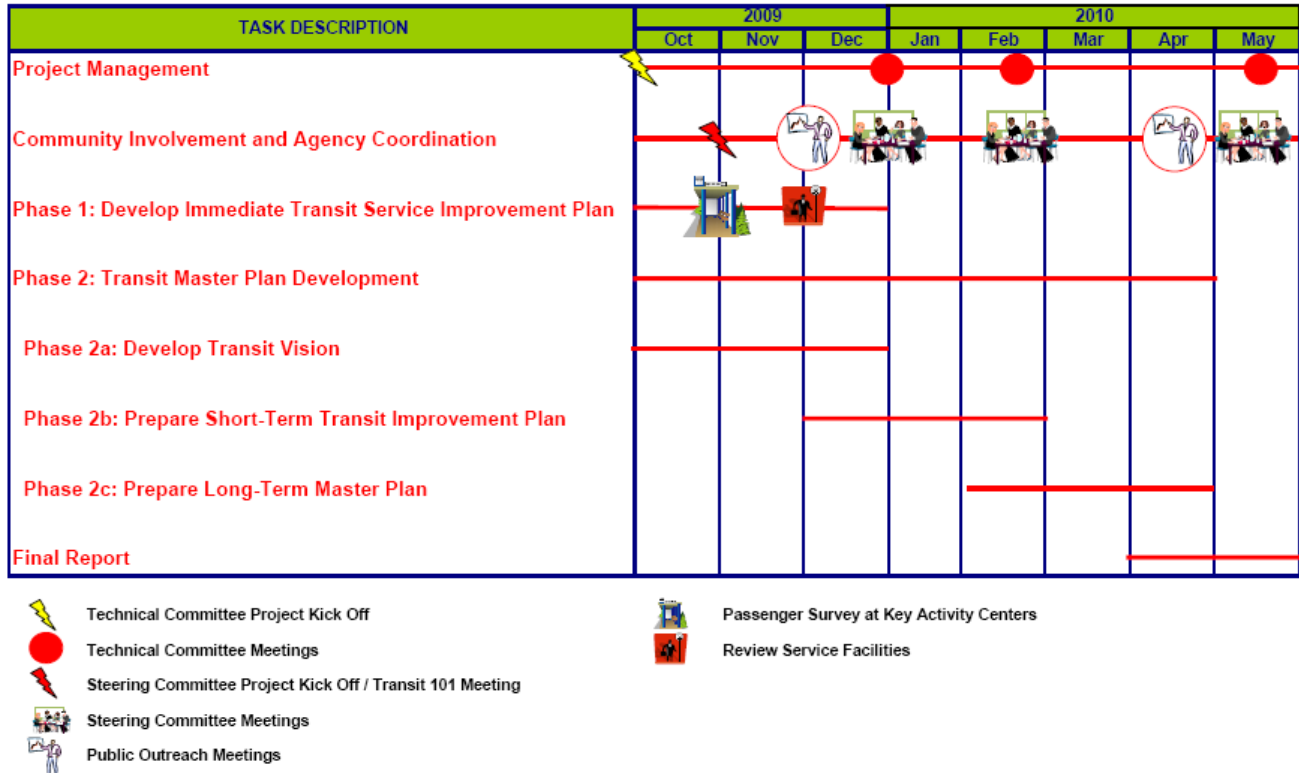 TASK DESCRIPTION
2009
2010
Oct
Nov
Dec
Jan
Feb
Mar
Apr
May
Project Management
Community Involvement and Agency Coordination
Phase 1: Develop Immediate Transit Service Improvement Plan
Phase 2: Transit Master Plan Development
Phase 2a: Develop Transit Vision
Phase 2b: Prepare Short-Term Transit Improvement Plan
Phase 2c: Prepare Long-Term Master Plan
Final Report
Technical Committee Project Kick Off
Technical Committee Meetings
Steering Committee Project Kick Off / Transit 101 Meeting
Steering Committee Meetings
Public Outreach Meetings
Passenger Survey at Key Activity Centers
Review Service Facilities